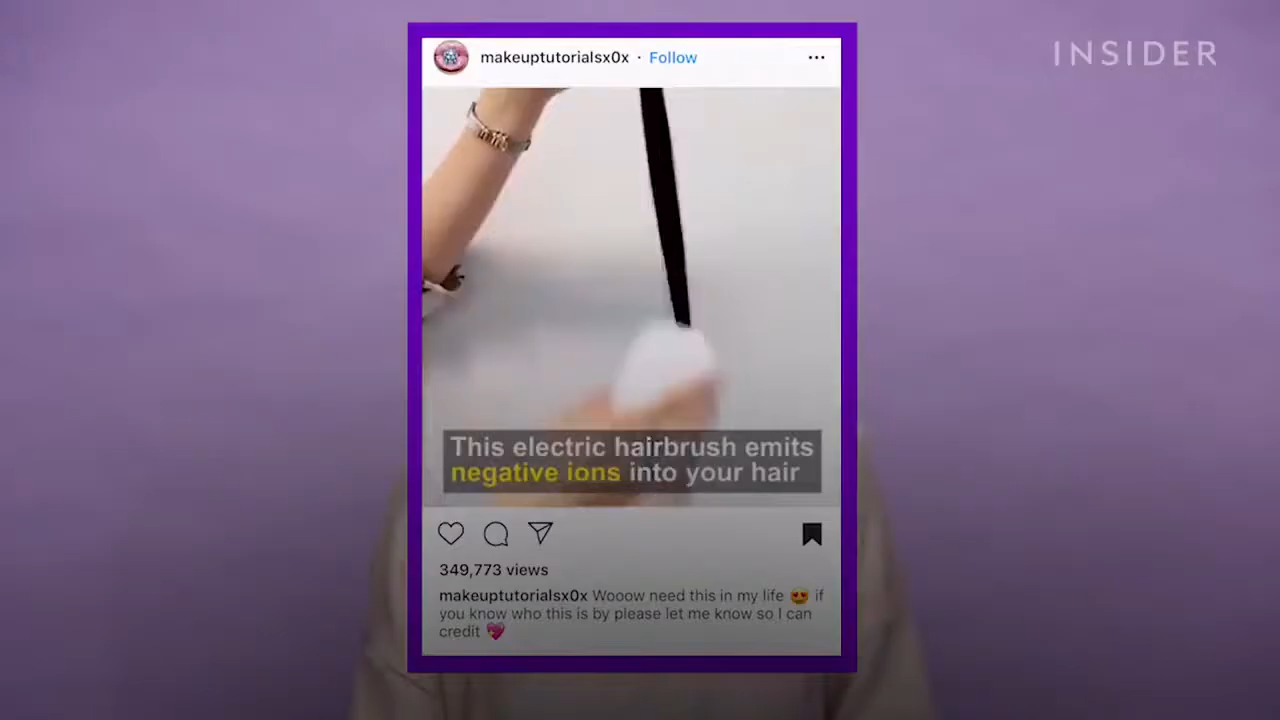 INSIDER
makeuptutorialsx0x · Follow
This electric hairbrush emits
negative ions into your hair
349,773 views
makeuptutorialsx0x Wooow need this in my life 😍 if
you know who this is by please let me know so I can
credit 💖